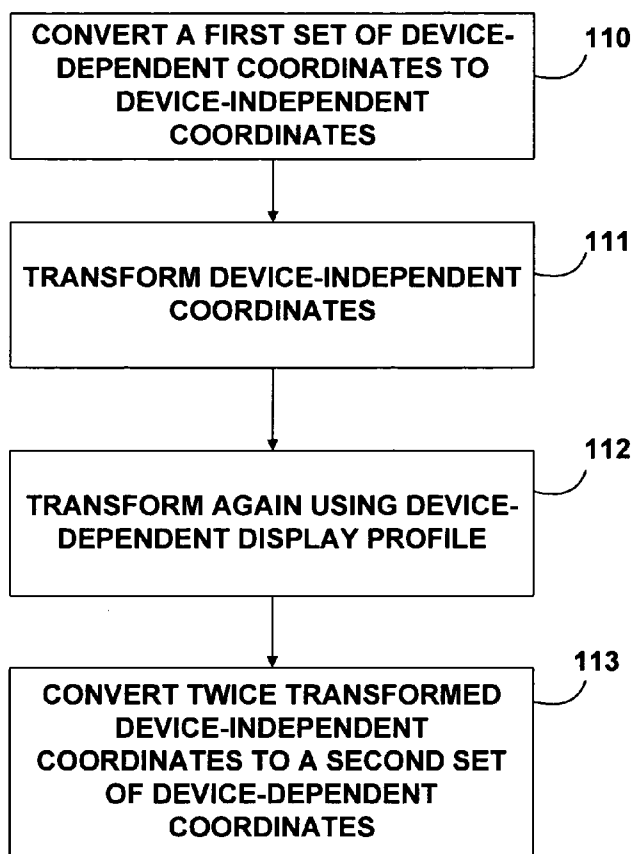 CONVERT A FIRST SET OF DEVICE-
DEPENDENT COORDINATES TO
DEVICE-INDEPENDENT
COORDINATES
110
TRANSFORM DEVICE-INDEPENDENT
COORDINATES
111
TRANSFORM AGAIN USING DEVICE-
DEPENDENT DISPLAY PROFILE
112
CONVERT TWICE TRANSFORMED
DEVICE-INDEPENDENT
COORDINATES TO A SECOND SET
OF DEVICE-DEPENDENT
COORDINATES
113